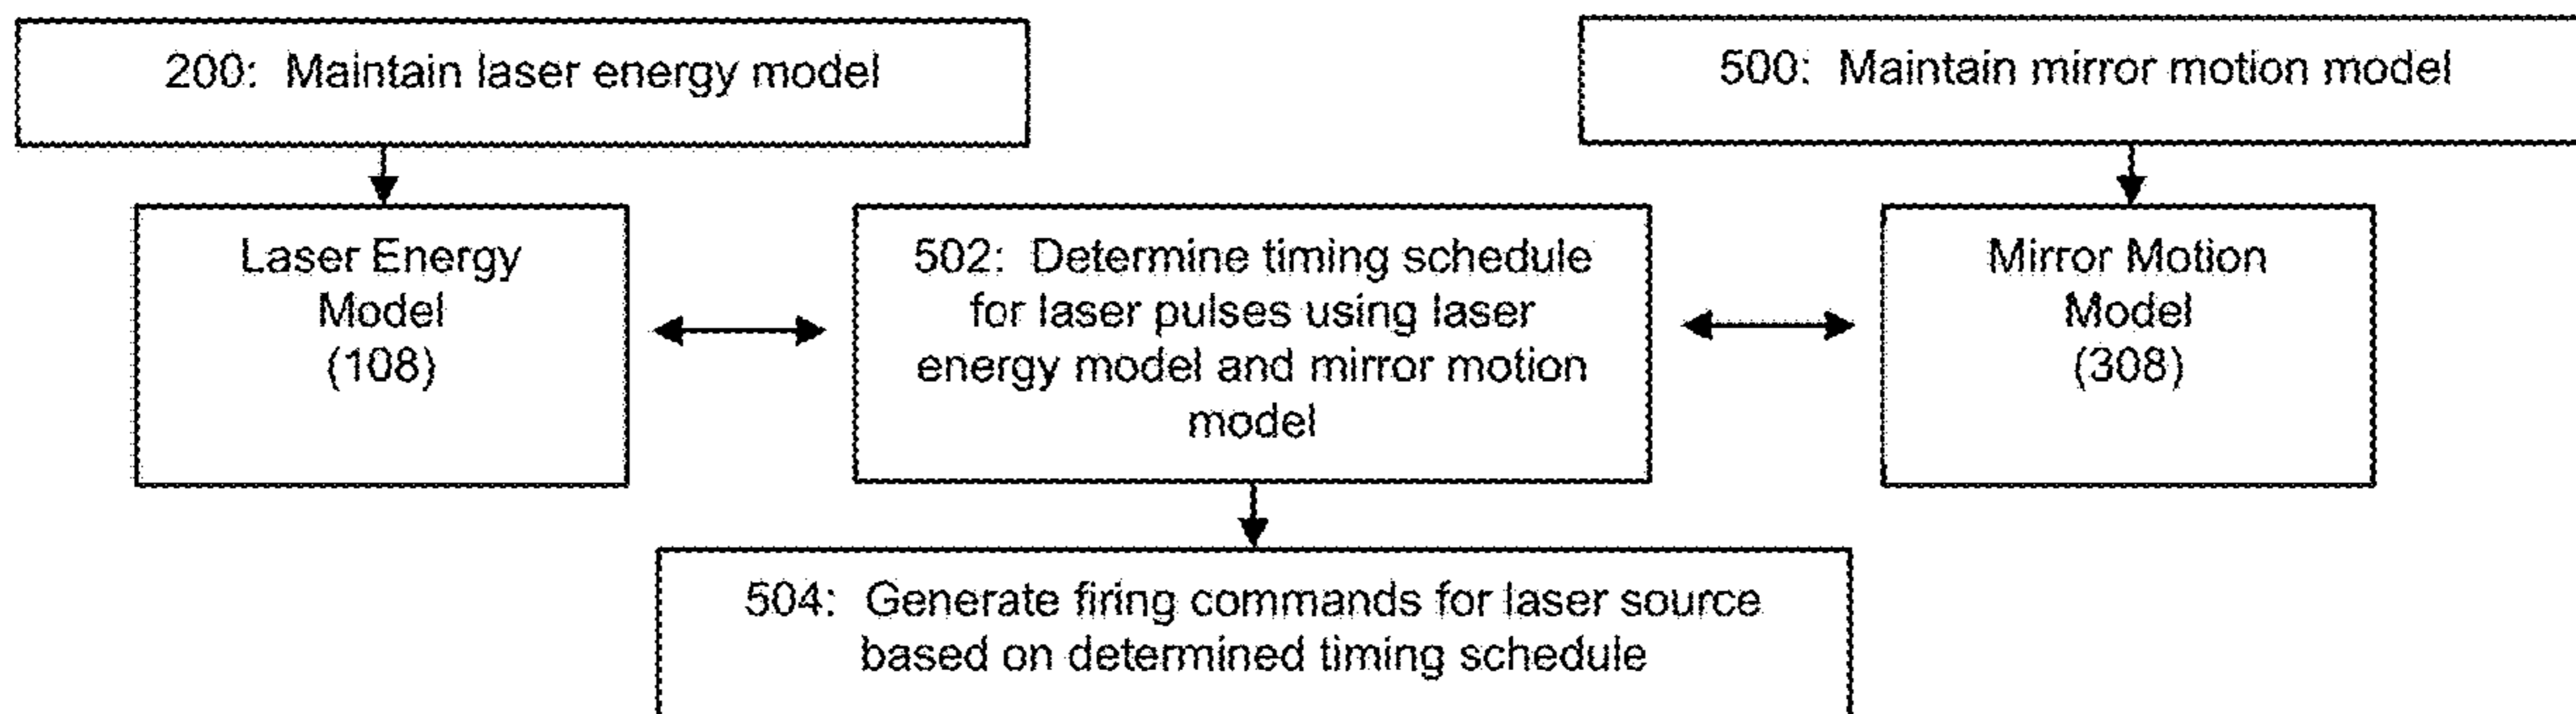 200: Maintain laser energy model
500: Maintain mirror motion model
Laser Energy
Model
(108)
502: Determine timing schedule
for laser pulses using laser
energy model and mirror motion
model
Mirror Motion
Model
(308)
504: Generate firing commands for laser source
based on determined timing schedule